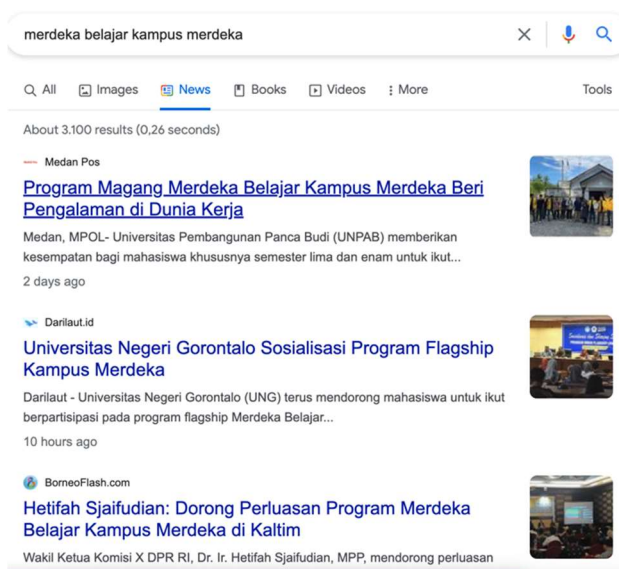 merdeka belajar kampus merdeka
All Images News Books Videos More Tools
About 3.100 results (0,26 seconds)
Medan Pos
Program Magang Merdeka Belajar Kampus Merdeka Beri
Pengalaman di Dunia Kerja
Medan, MPOL- Universitas Pembangunan Panca Budi (UNPAB) memberikan
kesempatan bagi mahasiswa khususnya semester lima dan enam untuk ikut...
2 days ago
Darilaut.id
Universitas Negeri Gorontalo Sosialisasi Program Flagship
Kampus Merdeka
Darilaut - Universitas Negeri Gorontalo (UNG) terus mendorong mahasiswa untuk ikut
berpartisipasi pada program flagship Merdeka Belajar...
10 hours ago
BorneoFlash.com
Hetifah Sjaifudian: Dorong Perluasan Program Merdeka
Belajar Kampus Merdeka di Kaltim
Wakil Ketua Komisi X DPR RI, Dr. Ir. Hetifah Sjaifudian, MPP, mendorong perluasan